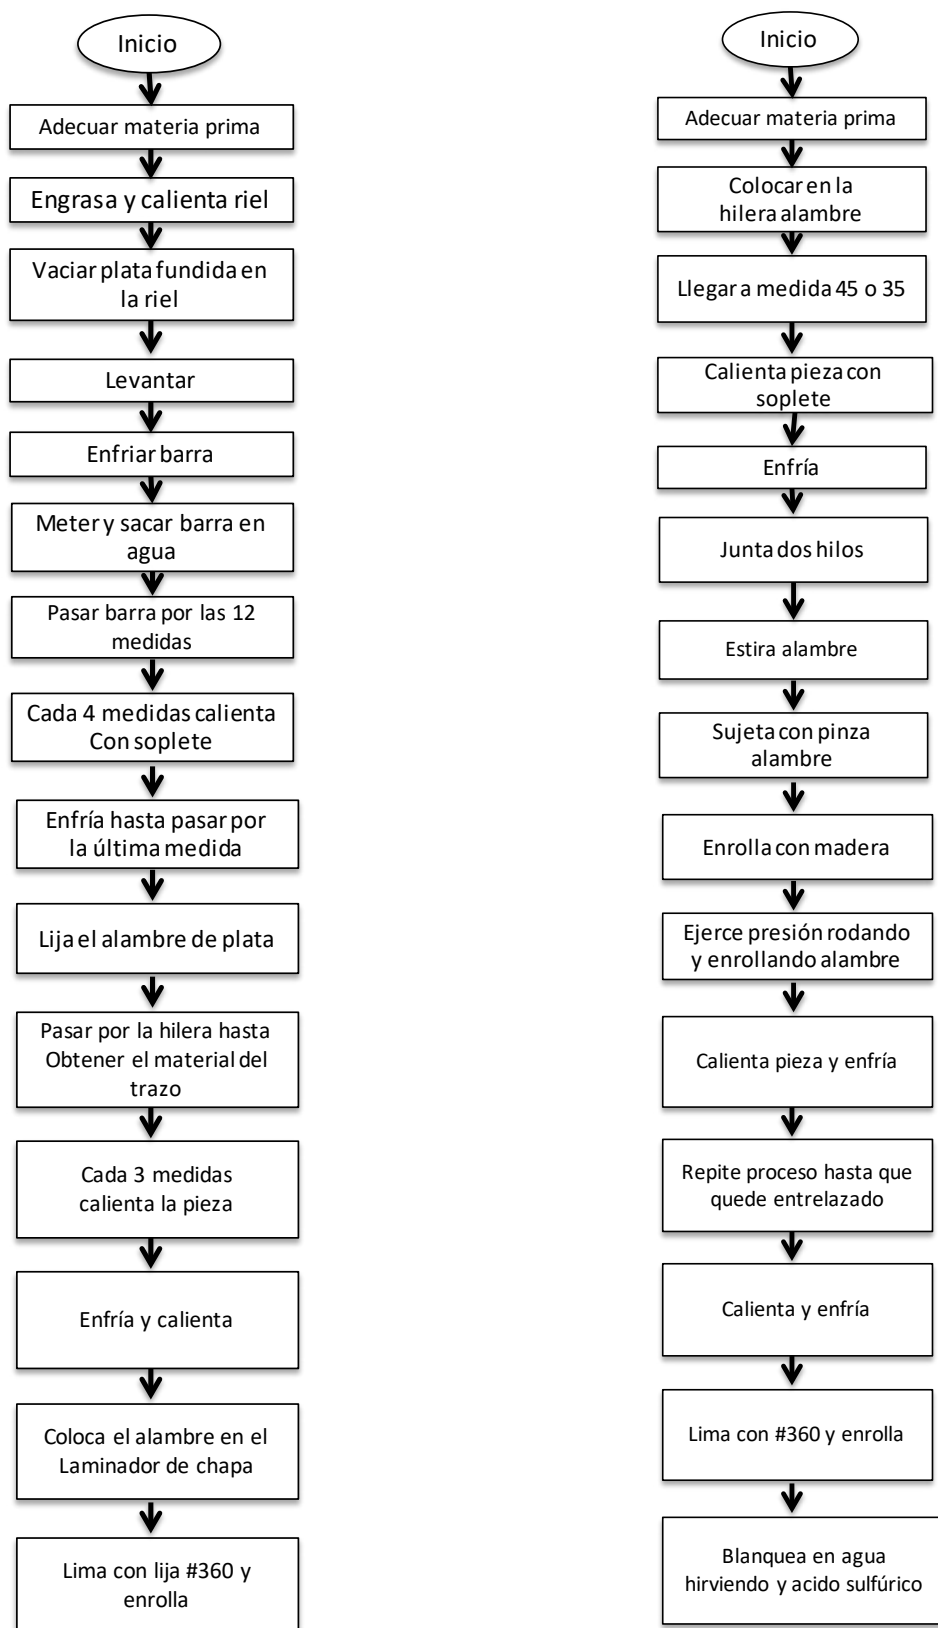 Inicio
Adecuar materia prima
Engrasa y calienta riel
Vaciar plata fundida en
la riel
Levantar
Enfriar barra
Meter y sacar barra en
agua
Pasar barra por las 12
medidas
Cada 4 medidas calienta
Con soplete
Enfría hasta pasar por
la última medida
Lija el alambre de plata
Pasar por la hilera hasta
Obtener el material del
trazo
Cada 3 medidas
calienta la pieza
Enfría y calienta
Coloca el alambre en el
Laminador de chapa
Lima con lija #360 y
enrolla
Inicio
Adecuar materia prima
Colocar en la
hilera alambre
Llegar a medida 45 o 35
Calienta pieza con
soplete
Enfría
Junta dos hilos
Estira alambre
Sujeta con pinza
alambre
Enrolla con madera
Ejerce presión rodando
y enrollando alambre
Calienta pieza y enfría
Repite proceso hasta que
quede entrelazado
Calienta y enfría
Lima con #360 y enrolla
Blanquea en agua
hirviendo y acido sulfúrico